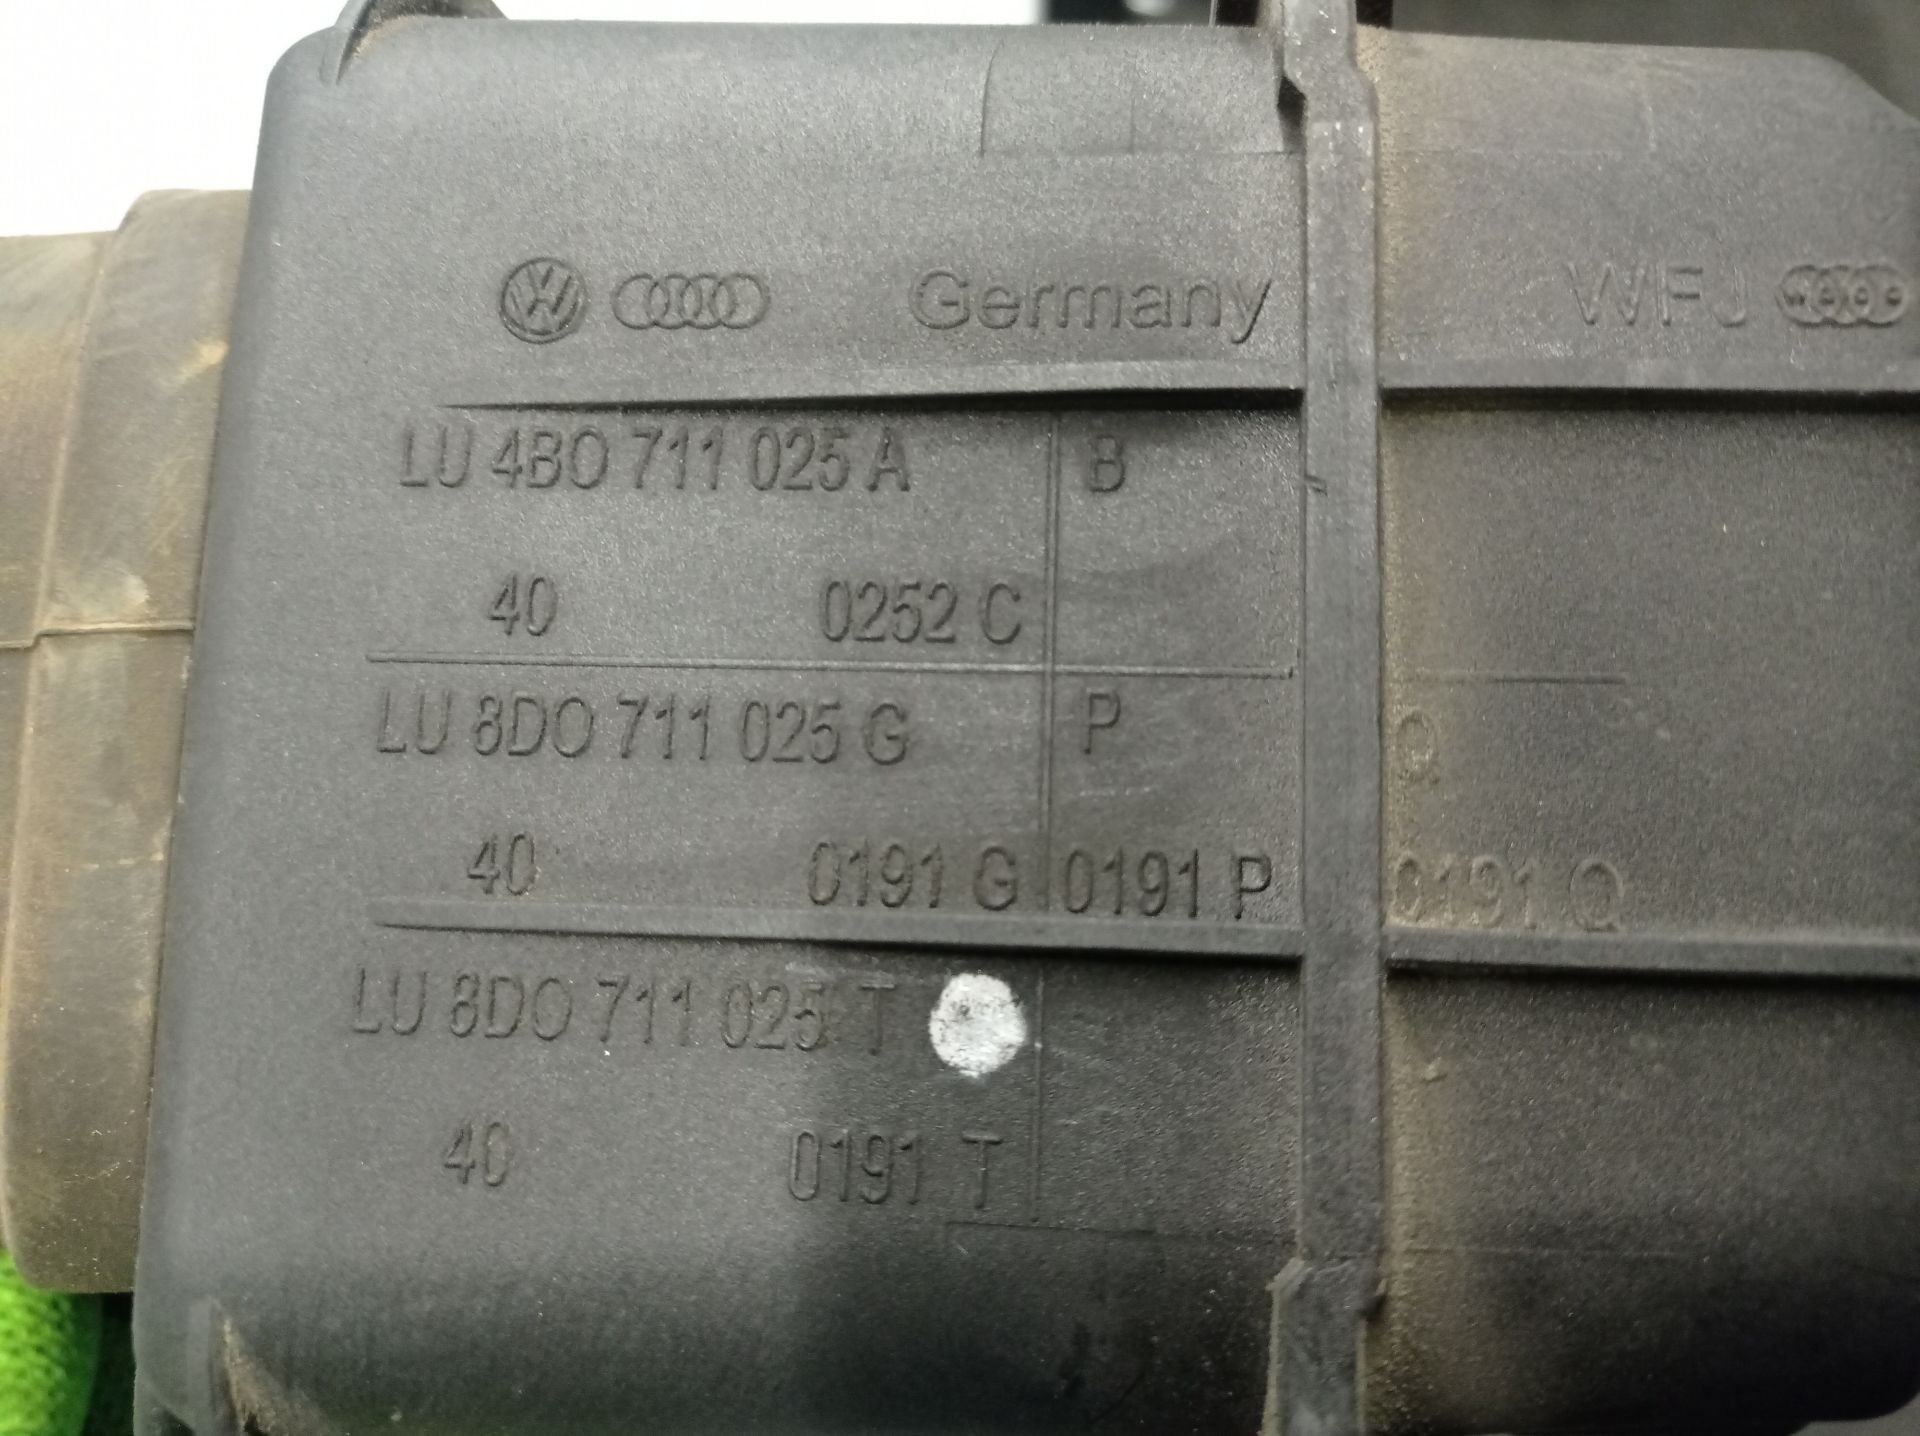 Germany WFJ
LU 4B0 711 025 A B
40 0252 C
LU 8D0 711 025 G P Q
40 0191 G 0191 P 0191 Q
LU 8D0 711 025 T
40 0191 T